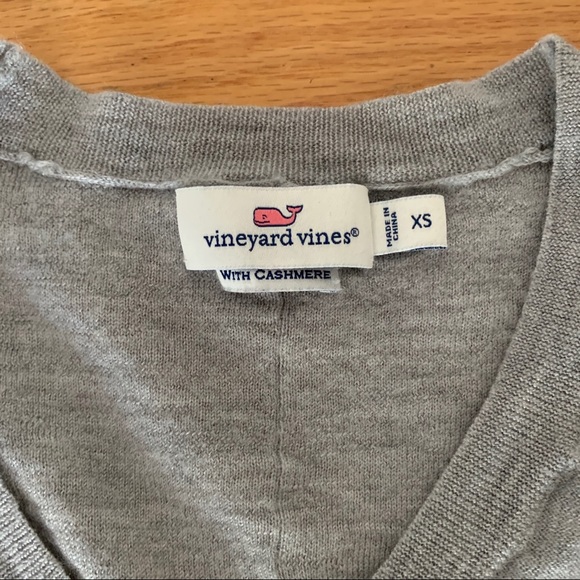 vineyard vines®
WITH CASHMERE
MADE IN
CHINA
XS